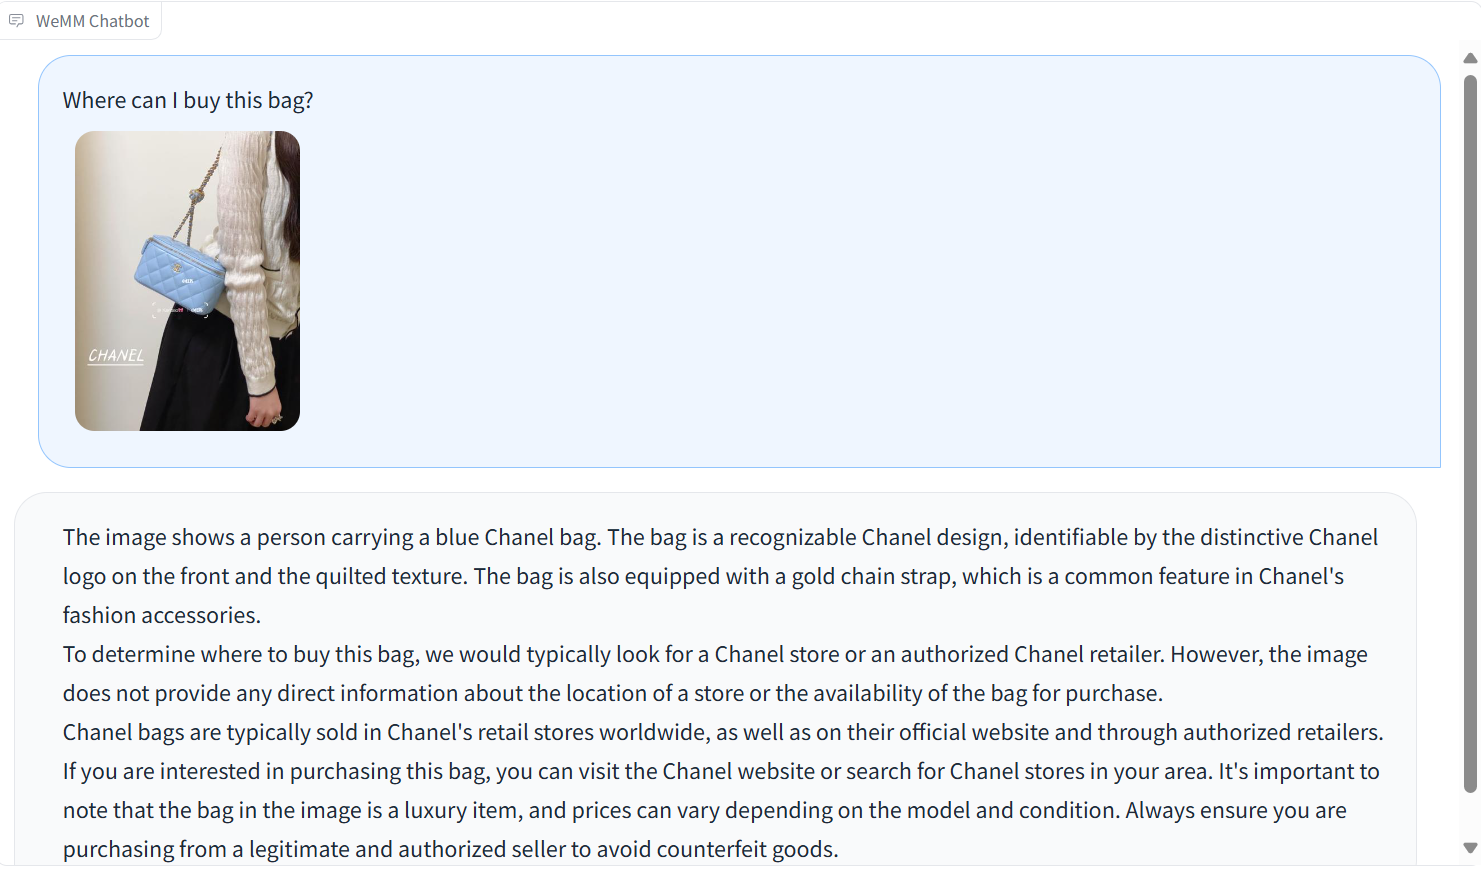 WeMM Chatbot
Where can I buy this bag?
CHANEL
The image shows a person carrying a blue Chanel bag. The bag is a recognizable Chanel design, identifiable by the distinctive Chanel
logo on the front and the quilted texture. The bag is also equipped with a gold chain strap, which is a common feature in Chanel's
fashion accessories.
To determine where to buy this bag, we would typically look for a Chanel store or an authorized Chanel retailer. However, the image
does not provide any direct information about the location of a store or the availability of the bag for purchase.
Chanel bags are typically sold in Chanel's retail stores worldwide, as well as on their official website and through authorized retailers.
If you are interested in purchasing this bag, you can visit the Chanel website or search for Chanel stores in your area. It's important to
note that the bag in the image is a luxury item, and prices can vary depending on the model and condition. Always ensure you are
purchasing from a legitimate and authorized seller to avoid counterfeit goods.